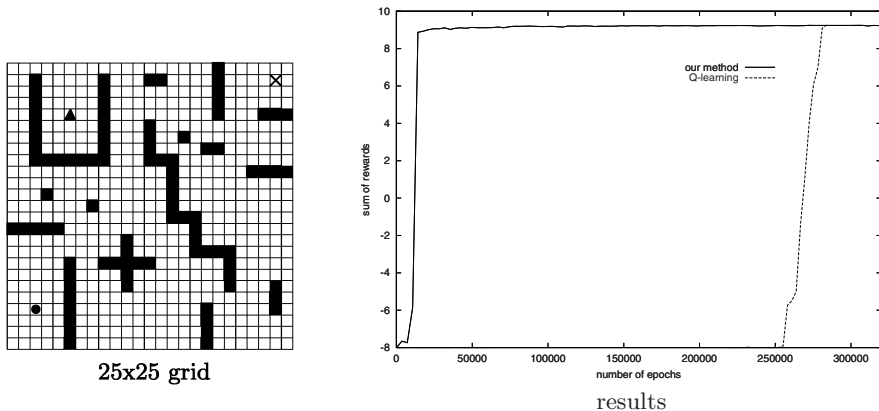 25x25 grid
10
8
6
4
2
0
-2
-4
-6
-8
sum of rewards
our method
Q-learning
0
50000
100000
150000
200000
250000
300000
number of epochs
results